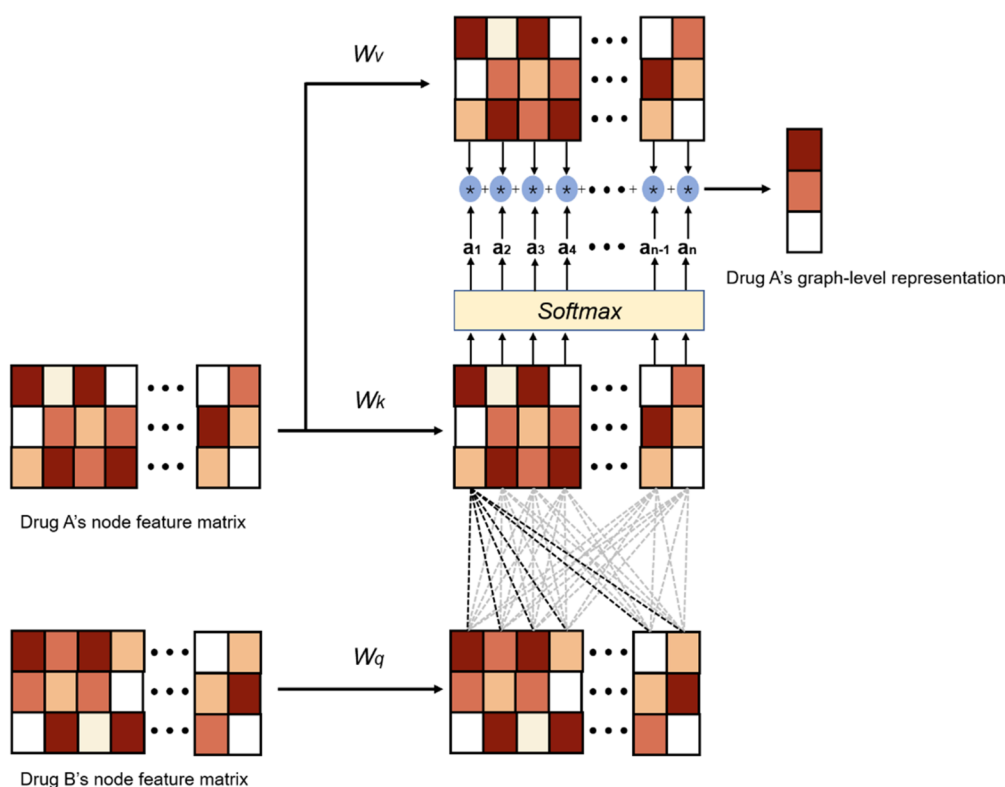 Wv
* + * + * + * + ••• + * + *
a1 a2 a3 a4 ••• an-1 an
Drug A's graph-level representation
Softmax
Wk
Drug A's node feature matrix
Wq
Drug B's node feature matrix